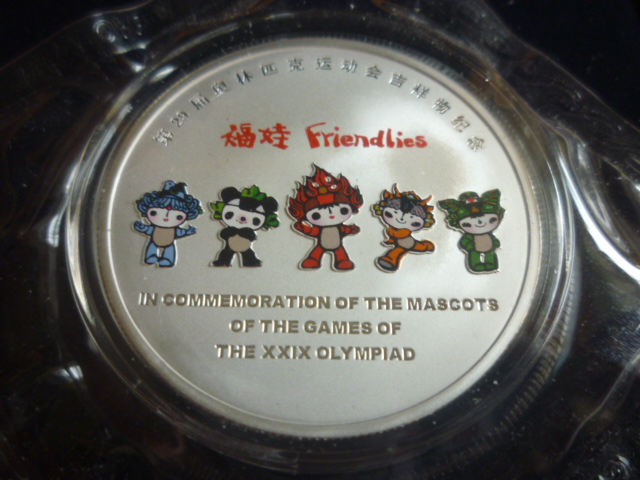 第29届奥林匹克运动会吉祥物纪念
福娃 Friendlies
IN COMMEMORATION OF THE MASCOTS
OF THE GAMES OF
THE XXIX OLYMPIAD